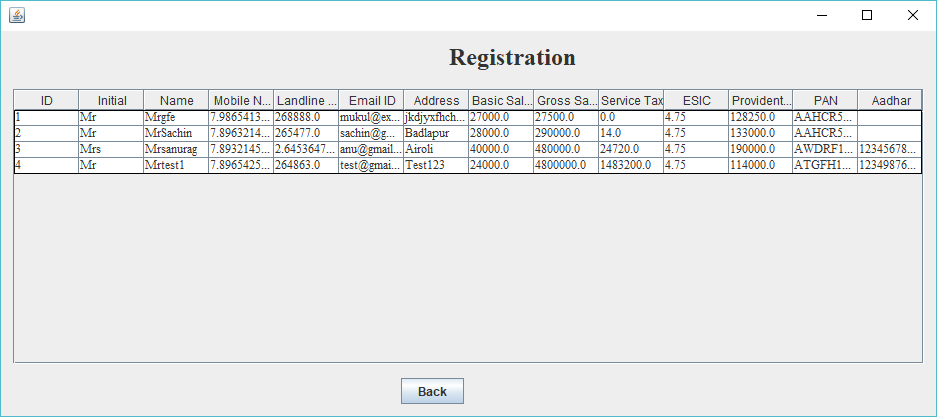 Registration
ID Initial Name Mobile N... Landline ... Email ID Address Basic Sal... Gross Sa... Service Tax ESIC Provident... PAN Aadhar
1 Mr Mrgfe 7.9865413... 268888.0 mukul@ex... jkdjyxfhch... 27000.0 27500.0 0.0 4.75 128250.0 AAHCR5...
2 Mr MrSachin 7.8963214... 265477.0 sachin@g... Badlapur 28000.0 290000.0 14.0 4.75 133000.0 AAHCR5...
3 Mrs Mrsanurag 7.8932145... 2.6453647... anu@gmail... Airoli 40000.0 480000.0 24720.0 4.75 190000.0 AWDRF1... 12345678...
4 Mr Mrtest1 7.8965425... 264863.0 test@gmai... Test123 24000.0 4800000.0 1483200.0 4.75 114000.0 ATGFH1... 12349876...
Back